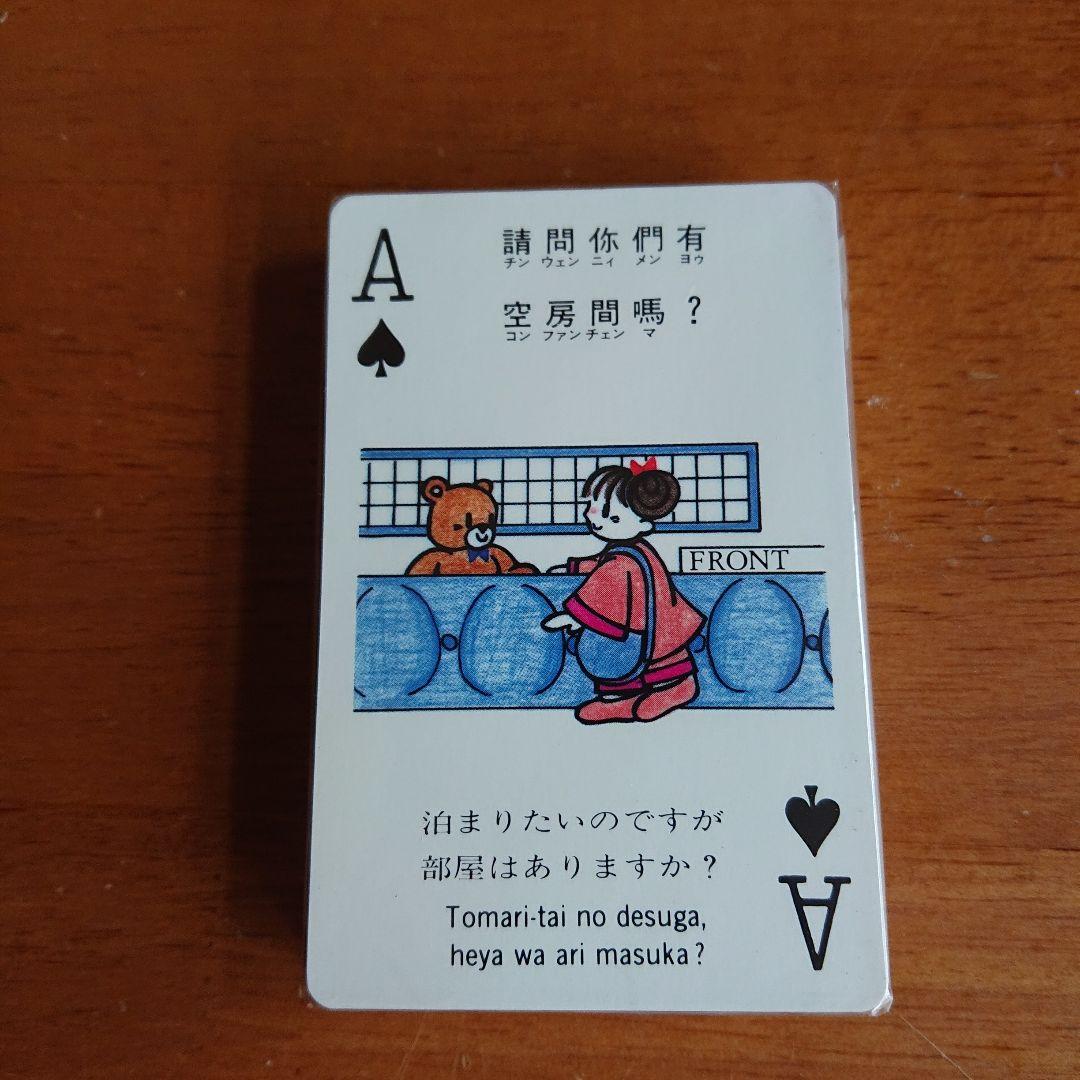 A
請問你們有
チン ウェン ニィ メン ヨゥ
空房間嗎？
コン ファン チェン マ
FRONT
泊まりたいのですが
部屋はありますか？
Tomari-tai no desuga,
heya wa ari masuka?
A